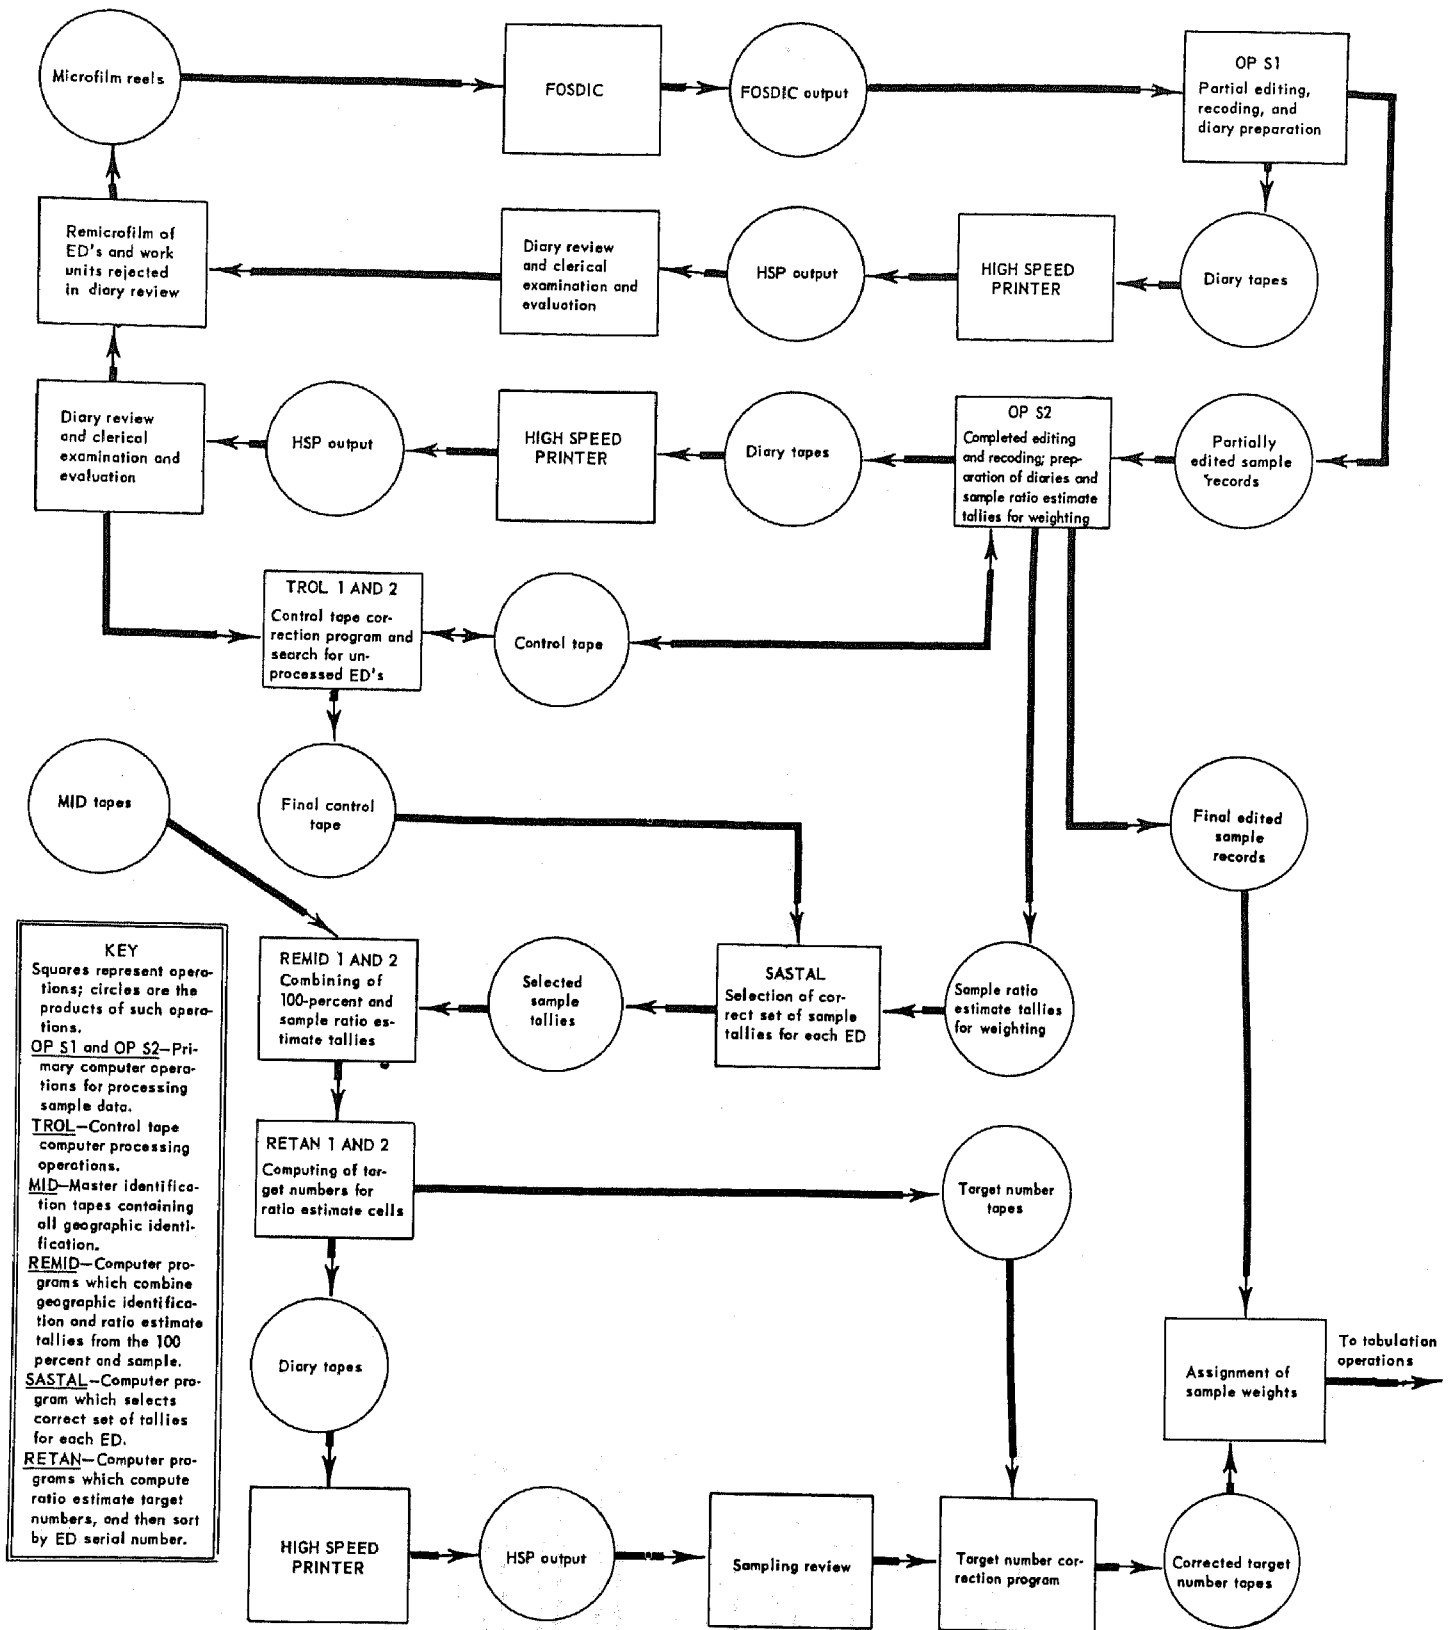 Microfilm reels
FOSDIC
FOSDIC output
OP S1
Partial editing,
recoding, and
diary preparation
Remicrofilm of
ED's and work
units rejected
in diary review
Diary review
and clerical
examination and
evaluation
HSP output
HIGH SPEED
PRINTER
Diary tapes
Diary review
and clerical
examination and
evaluation
HSP output
HIGH SPEED
PRINTER
Diary tapes
OP S2
Completed editing
and recoding; prep-
aration of diaries and
sample ratio estimate
tallies for weighting
Partially
edited sample
records
TROL 1 AND 2
Control tape cor-
rection program and
search for un-
processed ED's
Control tape
MID tapes
Final control
tape
Final edited
sample
records
REMID 1 AND 2
Combining of
100-percent and
sample ratio es-
timate tallies
Selected
sample
tallies
SASTAL
Selection of cor-
rect set of sample
tallies for each ED
Sample ratio
estimate tallies
for weighting
KEY
Squares represent opera-
tions; circles are the
products of such opera-
tions.
OP S1 and OP S2—Pri-
mary computer opera-
tions for processing
sample data.
TROL—Control tape
computer processing
operations.
MID—Master identifica-
tion tapes containing
all geographic identi-
fication.
REMID—Computer pro-
grams which combine
geographic identifica-
tion and ratio estimate
tallies from the 100
percent and sample.
SASTAL—Computer pro-
gram which selects
correct set of tallies
for each ED.
RETAN—Computer pro-
grams which compute
ratio estimate target
numbers, and then sort
by ED serial number.
RETAN 1 AND 2
Computing of tar-
get numbers for
ratio estimate cells
Target number
tapes
Diary tapes
Assignment of
sample weights
To tabulation
operations
HIGH SPEED
PRINTER
HSP output
Sampling review
Target number cor-
rection program
Corrected target
number tapes